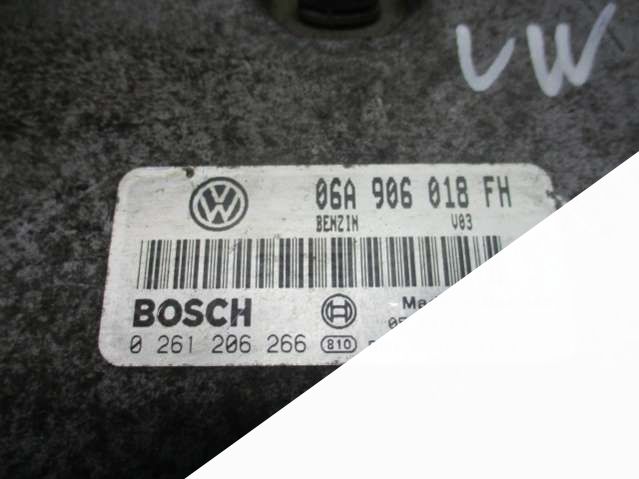 VW
06A 906 018 FH
BENZIN V03
BOSCH
0 261 206 266 810